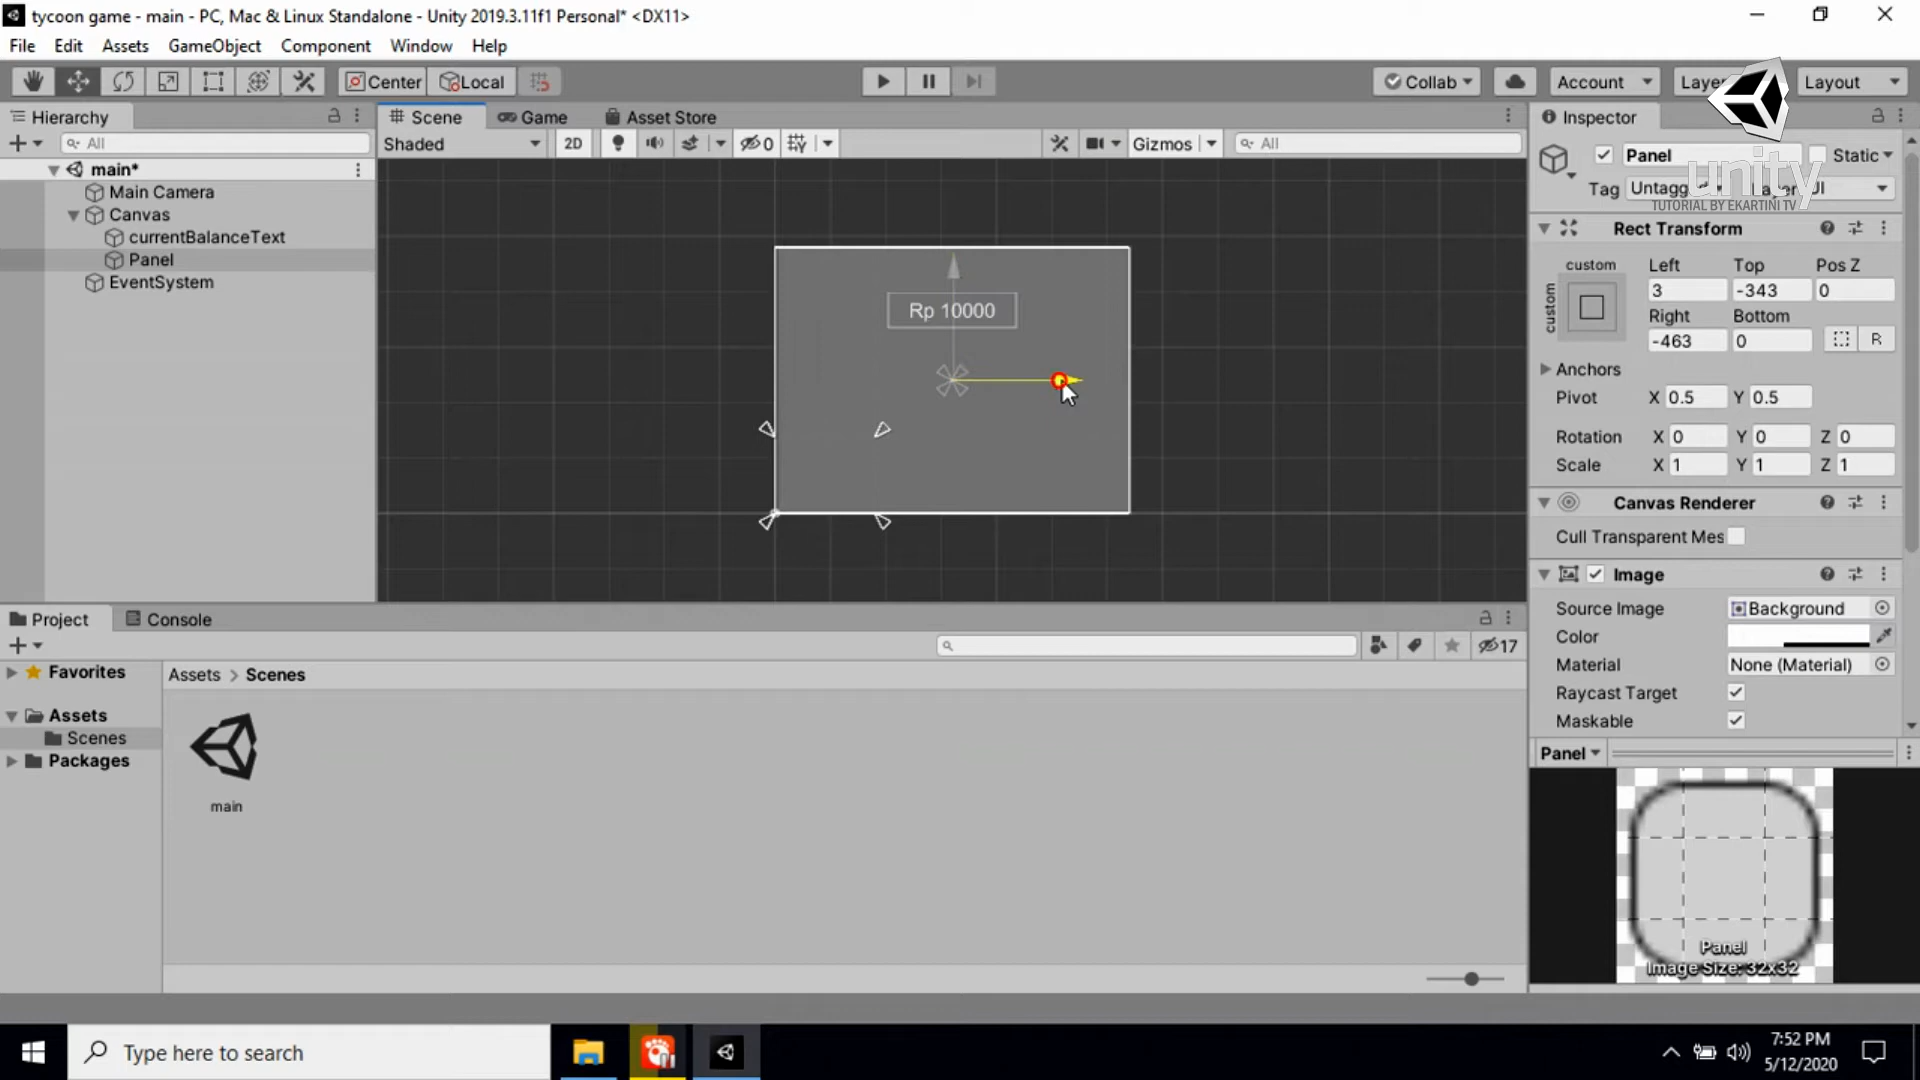 tycoon game - main - PC, Mac & Linux Standalone - Unity 2019.3.11f1 Personal* <DX11>
File Edit Assets GameObject Component Window Help
Center Local Collab Account Layer Layout
Hierarchy
All
main*
Main Camera
Canvas
currentBalanceText
Panel
EventSystem
Scene Game Asset Store
Shaded 2D 0 Gizmos All
Rp 10000
Inspector
Panel Static
unity
Tag Untagged Layer UI
TUTORIAL BY EKARTINI TV
Rect Transform
custom Left Top Pos Z
custom
3 -343 0
Right Bottom
-463 0 R
Anchors
Pivot X 0.5 Y 0.5
Rotation X 0 Y 0 Z 0
Scale X 1 Y 1 Z 1
Canvas Renderer
Cull Transparent Mes
Image
Source Image Background
Color
Material None (Material)
Raycast Target
Maskable
Panel
Panel
Image Size: 32x32
Project Console
17
Favorites
Assets
Scenes
Packages
Assets > Scenes
main
Type here to search
7:52 PM
5/12/2020